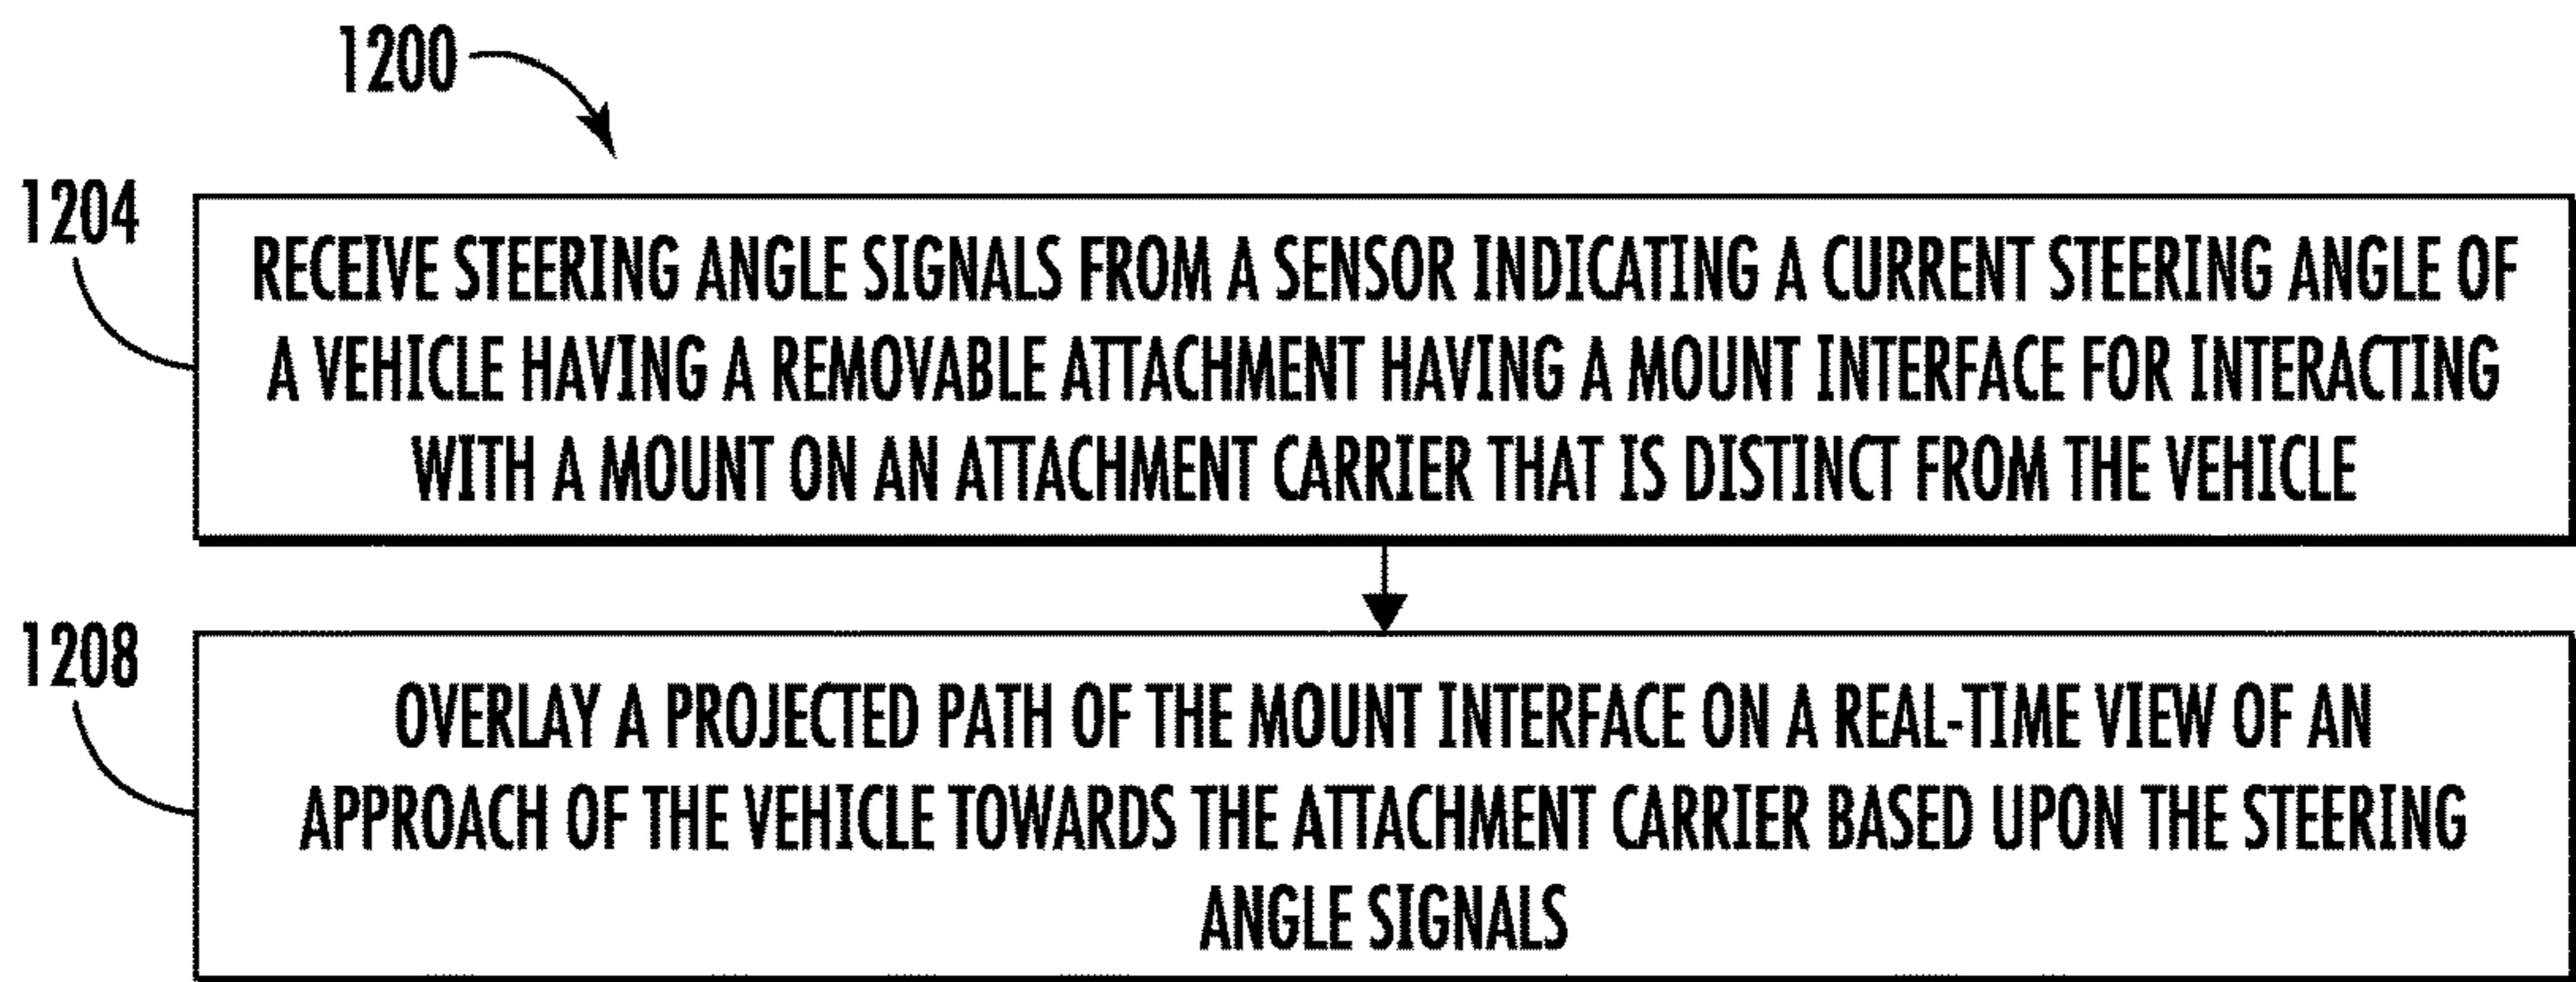 1200
1204
RECEIVE STEERING ANGLE SIGNALS FROM A SENSOR INDICATING A CURRENT STEERING ANGLE OF
A VEHICLE HAVING A REMOVABLE ATTACHMENT HAVING A MOUNT INTERFACE FOR INTERACTING
WITH A MOUNT ON AN ATTACHMENT CARRIER THAT IS DISTINCT FROM THE VEHICLE
1208
OVERLAY A PROJECTED PATH OF THE MOUNT INTERFACE ON A REAL-TIME VIEW OF AN
APPROACH OF THE VEHICLE TOWARDS THE ATTACHMENT CARRIER BASED UPON THE STEERING
ANGLE SIGNALS